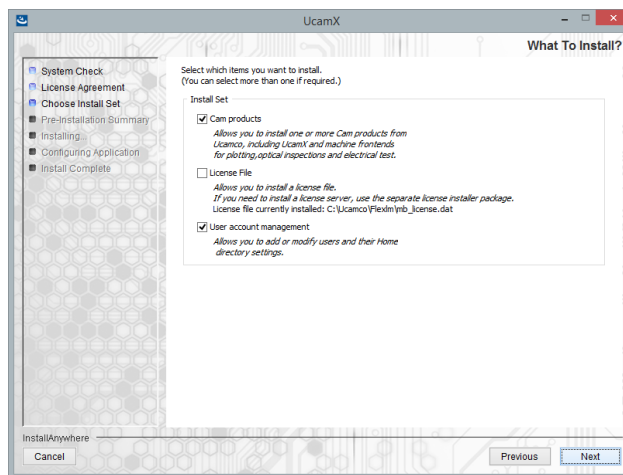 UcamX
What To Install?
System Check
License Agreement
Choose Install Set
Pre-Installation Summary
Installing...
Configuring Application
Install Complete
Select which items you want to install.
(You can select more than one if required.)
Install Set
Cam products
Allows you to install one or more Cam products from
Ucamco, including UcamX and machine frontends
for plotting,optical inspections and electrical test.
License File
Allows you to install a license file.
If you need to install a license server, use the separate license installer package.
License file currently installed: C:\Ucamco\Flexlm\mb_license.dat
User account management
Allows you to add or modify users and their Home
directory settings.
InstallAnywhere
Cancel
Previous
Next